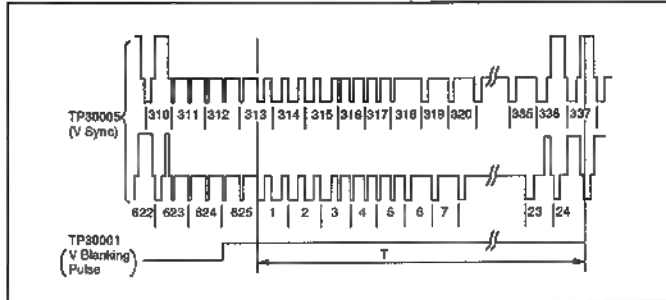 TP30005
(V Sync)
310 311 312 313 314 315 316 317 318 319 320 335 336 337
622 623 624 625 1 2 3 4 5 6 7 23 24
TP30001
(V Blanking
Pulse)
T